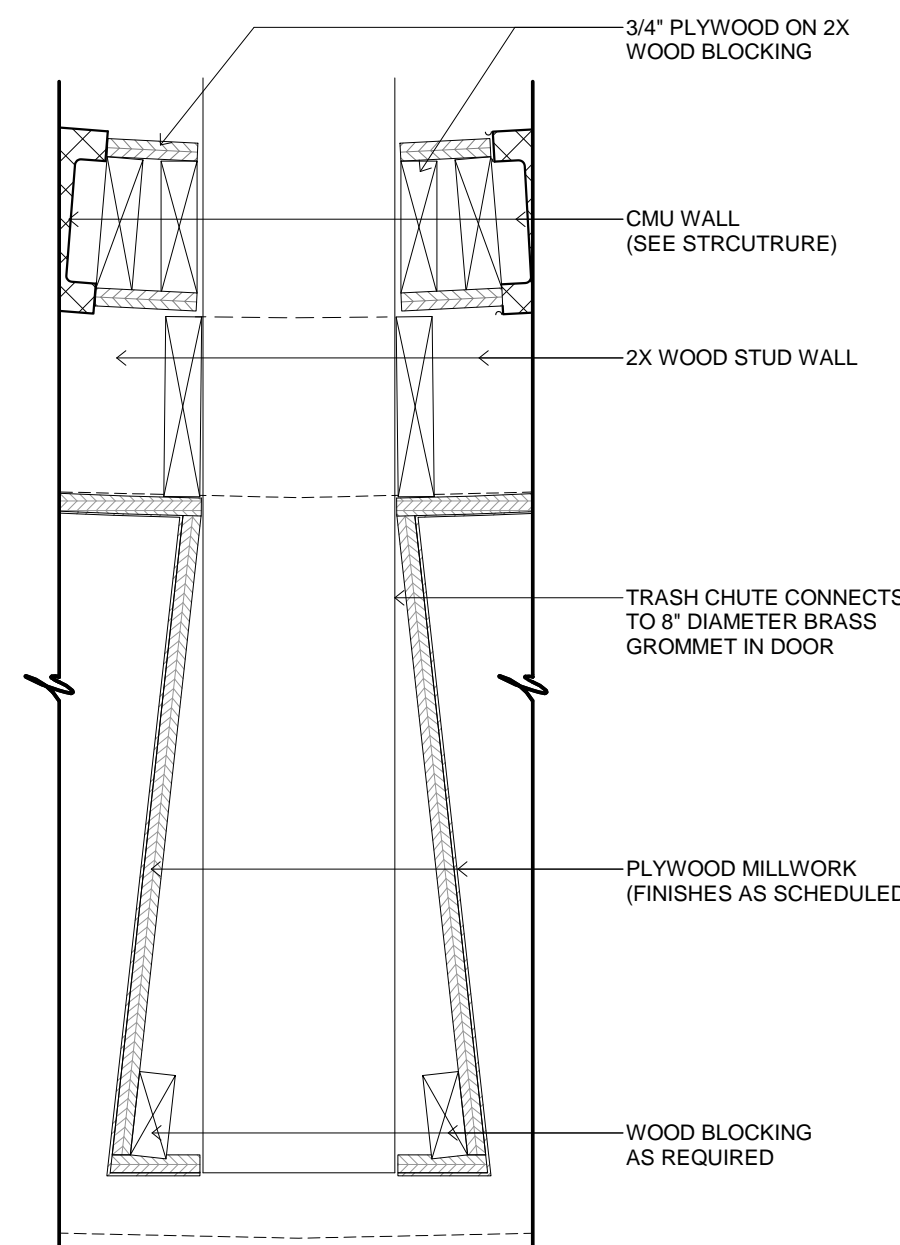 3/4" PLYWOOD ON 2X
WOOD BLOCKING
CMU WALL
(SEE STRCUTRURE)
2X WOOD STUD WALL
TRASH CHUTE CONNECTS
TO 8" DIAMETER BRASS
GROMMET IN DOOR
PLYWOOD MILLWORK
(FINISHES AS SCHEDULED
WOOD BLOCKING
AS REQUIRED